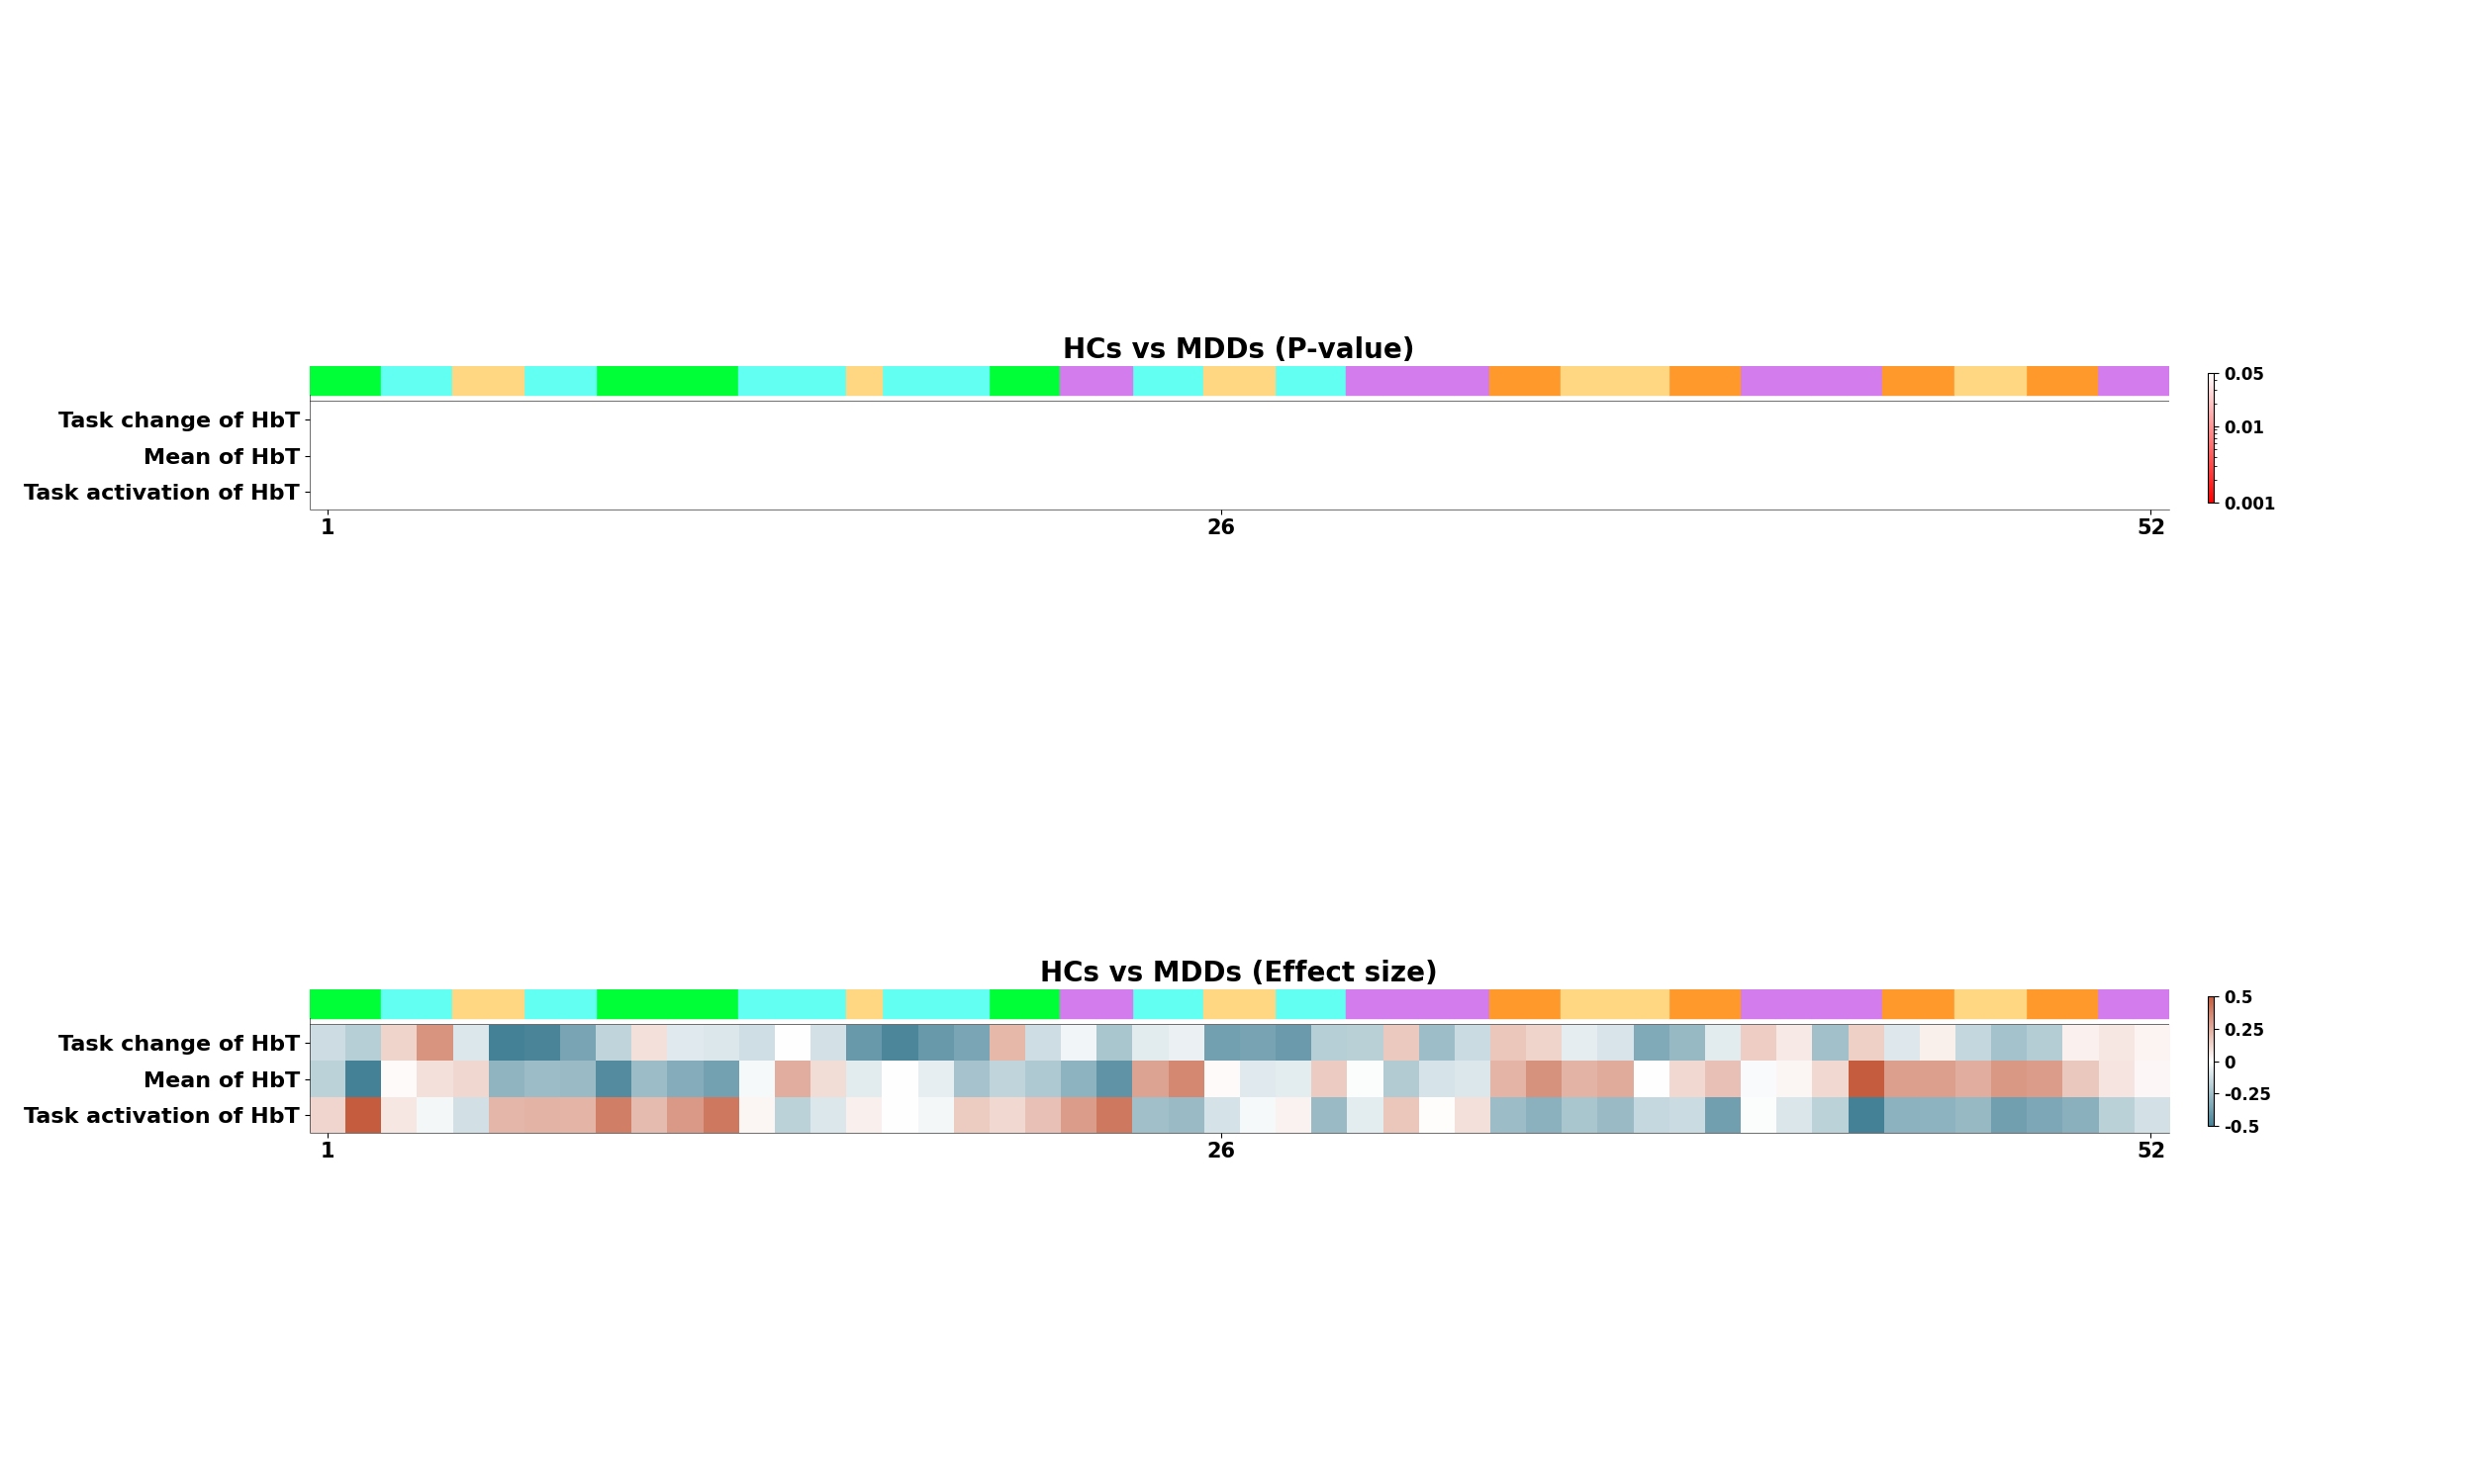 HCs vs MDDs (P-value)
Task change of HbT
Mean of HbT
Task activation of HbT
1 26 52
0.05
0.01
0.001
HCs vs MDDs (Effect size)
Task change of HbT
Mean of HbT
Task activation of HbT
1 26 52
0.5
0.25
0
-0.25
-0.5